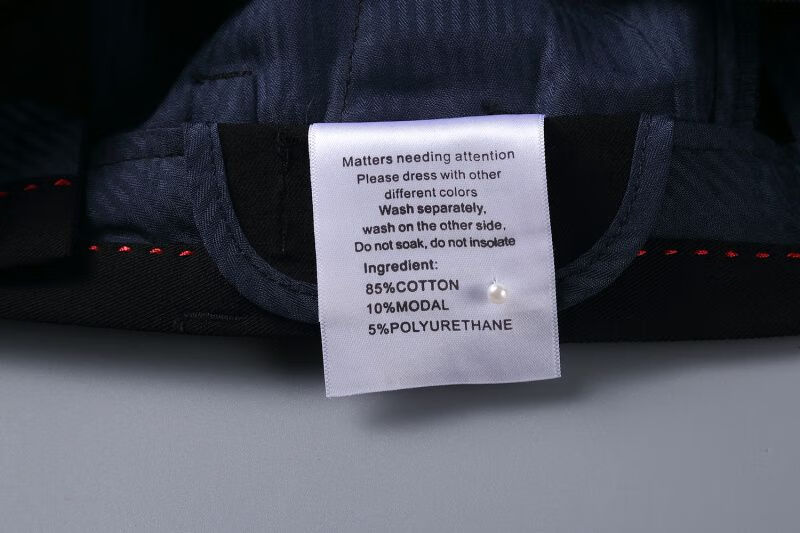 Matters needing attention
Please dress with other
different colors
Wash separately,
wash on the other side,
Do not soak, do not insolate
Ingredient:
85%COTTON
10%MODAL
5%POLYURETHANE